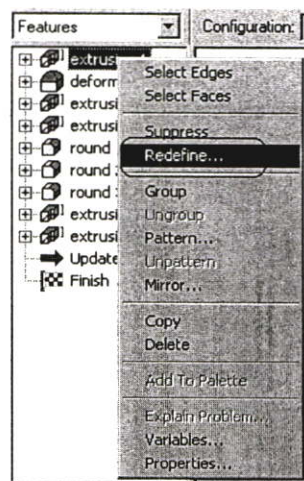 Features
Configuration:
extrusi
deform
extrusi
extrusi
round
round
round
extrusi
extrusi
Update
Finish
Select Edges
Select Faces
Suppress
Redefine...
Group
Ungroup
Pattern...
Unpattern
Mirror...
Copy
Delete
Add To Palette
Explain Problem...
Variables...
Properties...